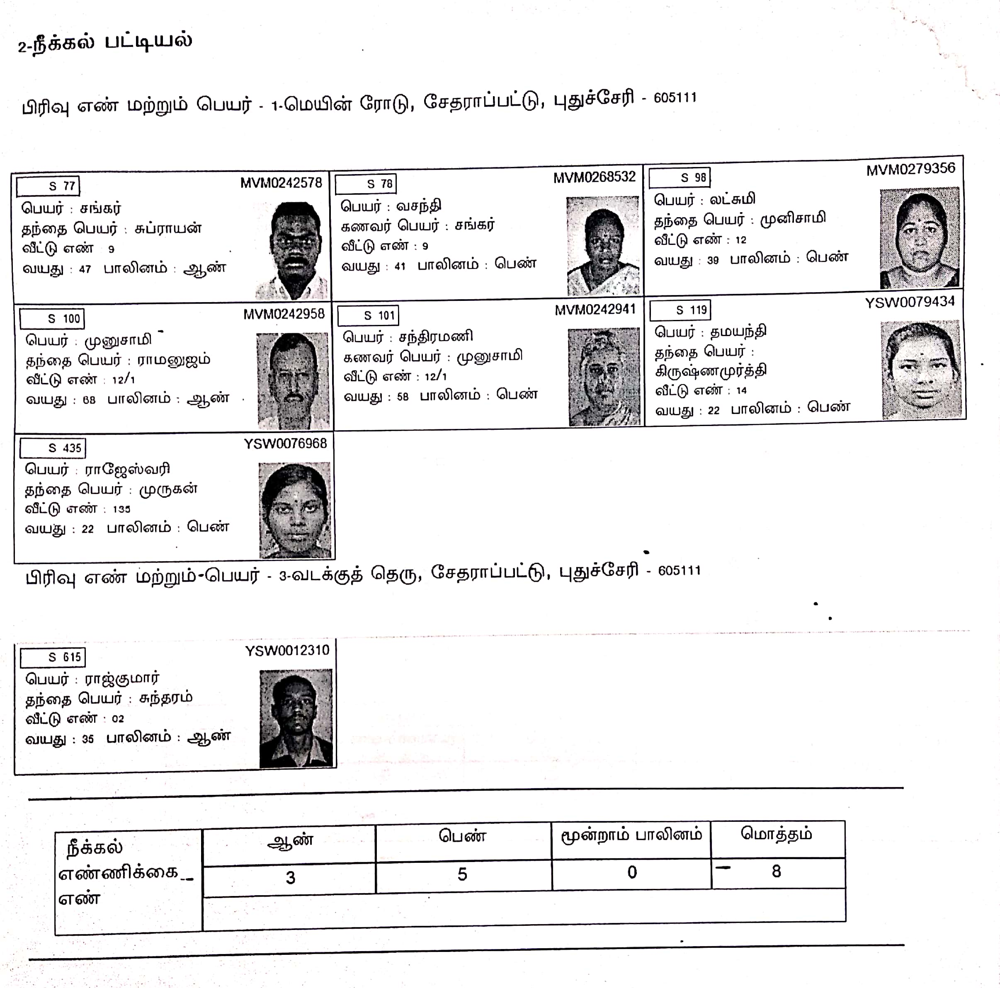 2-நீக்கல் பட்டியல்
பிரிவு எண் மற்றும் பெயர் - 1-மெயின் ரோடு, சேதராப்பட்டு, புதுச்சேரி - 605111
S 77 MVM0242578
பெயர் : சங்கர்
தந்தை பெயர் : சுப்ராயன்
வீட்டு எண் 9
வயது : 47 பாலினம் : ஆண்
S 78 MVM0268532
பெயர் : வசந்தி
கணவர் பெயர் : சங்கர்
வீட்டு எண் : 9
வயது : 41 பாலினம் : பெண்
S 98 MVM0279356
பெயர் : லட்சுமி
தந்தை பெயர் : முனிசாமி
வீட்டு எண் : 12
வயது : 39 பாலினம் : பெண்
S 100 MVM0242958
பெயர் : முனுசாமி
தந்தை பெயர் : ராமனுஜம்
வீட்டு எண் : 12/1
வயது : 68 பாலினம் : ஆண்
S 101 MVM0242941
பெயர் : சந்திரமணி
கணவர் பெயர் : முனுசாமி
வீட்டு எண் : 12/1
வயது : 58 பாலினம் : பெண்
S 119 YSW0079434
பெயர் : தமயந்தி
தந்தை பெயர் :
கிருஷ்ணமுர்த்தி
வீட்டு எண் : 14
வயது : 22 பாலினம் : பெண்
S 435 YSW0076968
பெயர் : ராஜேஸ்வரி
தந்தை பெயர் : முருகன்
வீட்டு எண் : 135
வயது : 22 பாலினம் : பெண்
பிரிவு எண் மற்றும்-பெயர் - 3-வடக்குத் தெரு, சேதராப்பட்டு, புதுச்சேரி - 605111
S 615 YSW0012310
பெயர் : ராஜ்குமார்
தந்தை பெயர் : சுந்தரம்
வீட்டு எண் : 02
வயது : 35 பாலினம் : ஆண்
நீக்கல்
எண்ணிக்கை
எண்
ஆண் பெண் மூன்றாம் பாலினம் மொத்தம்
3 5 0 8